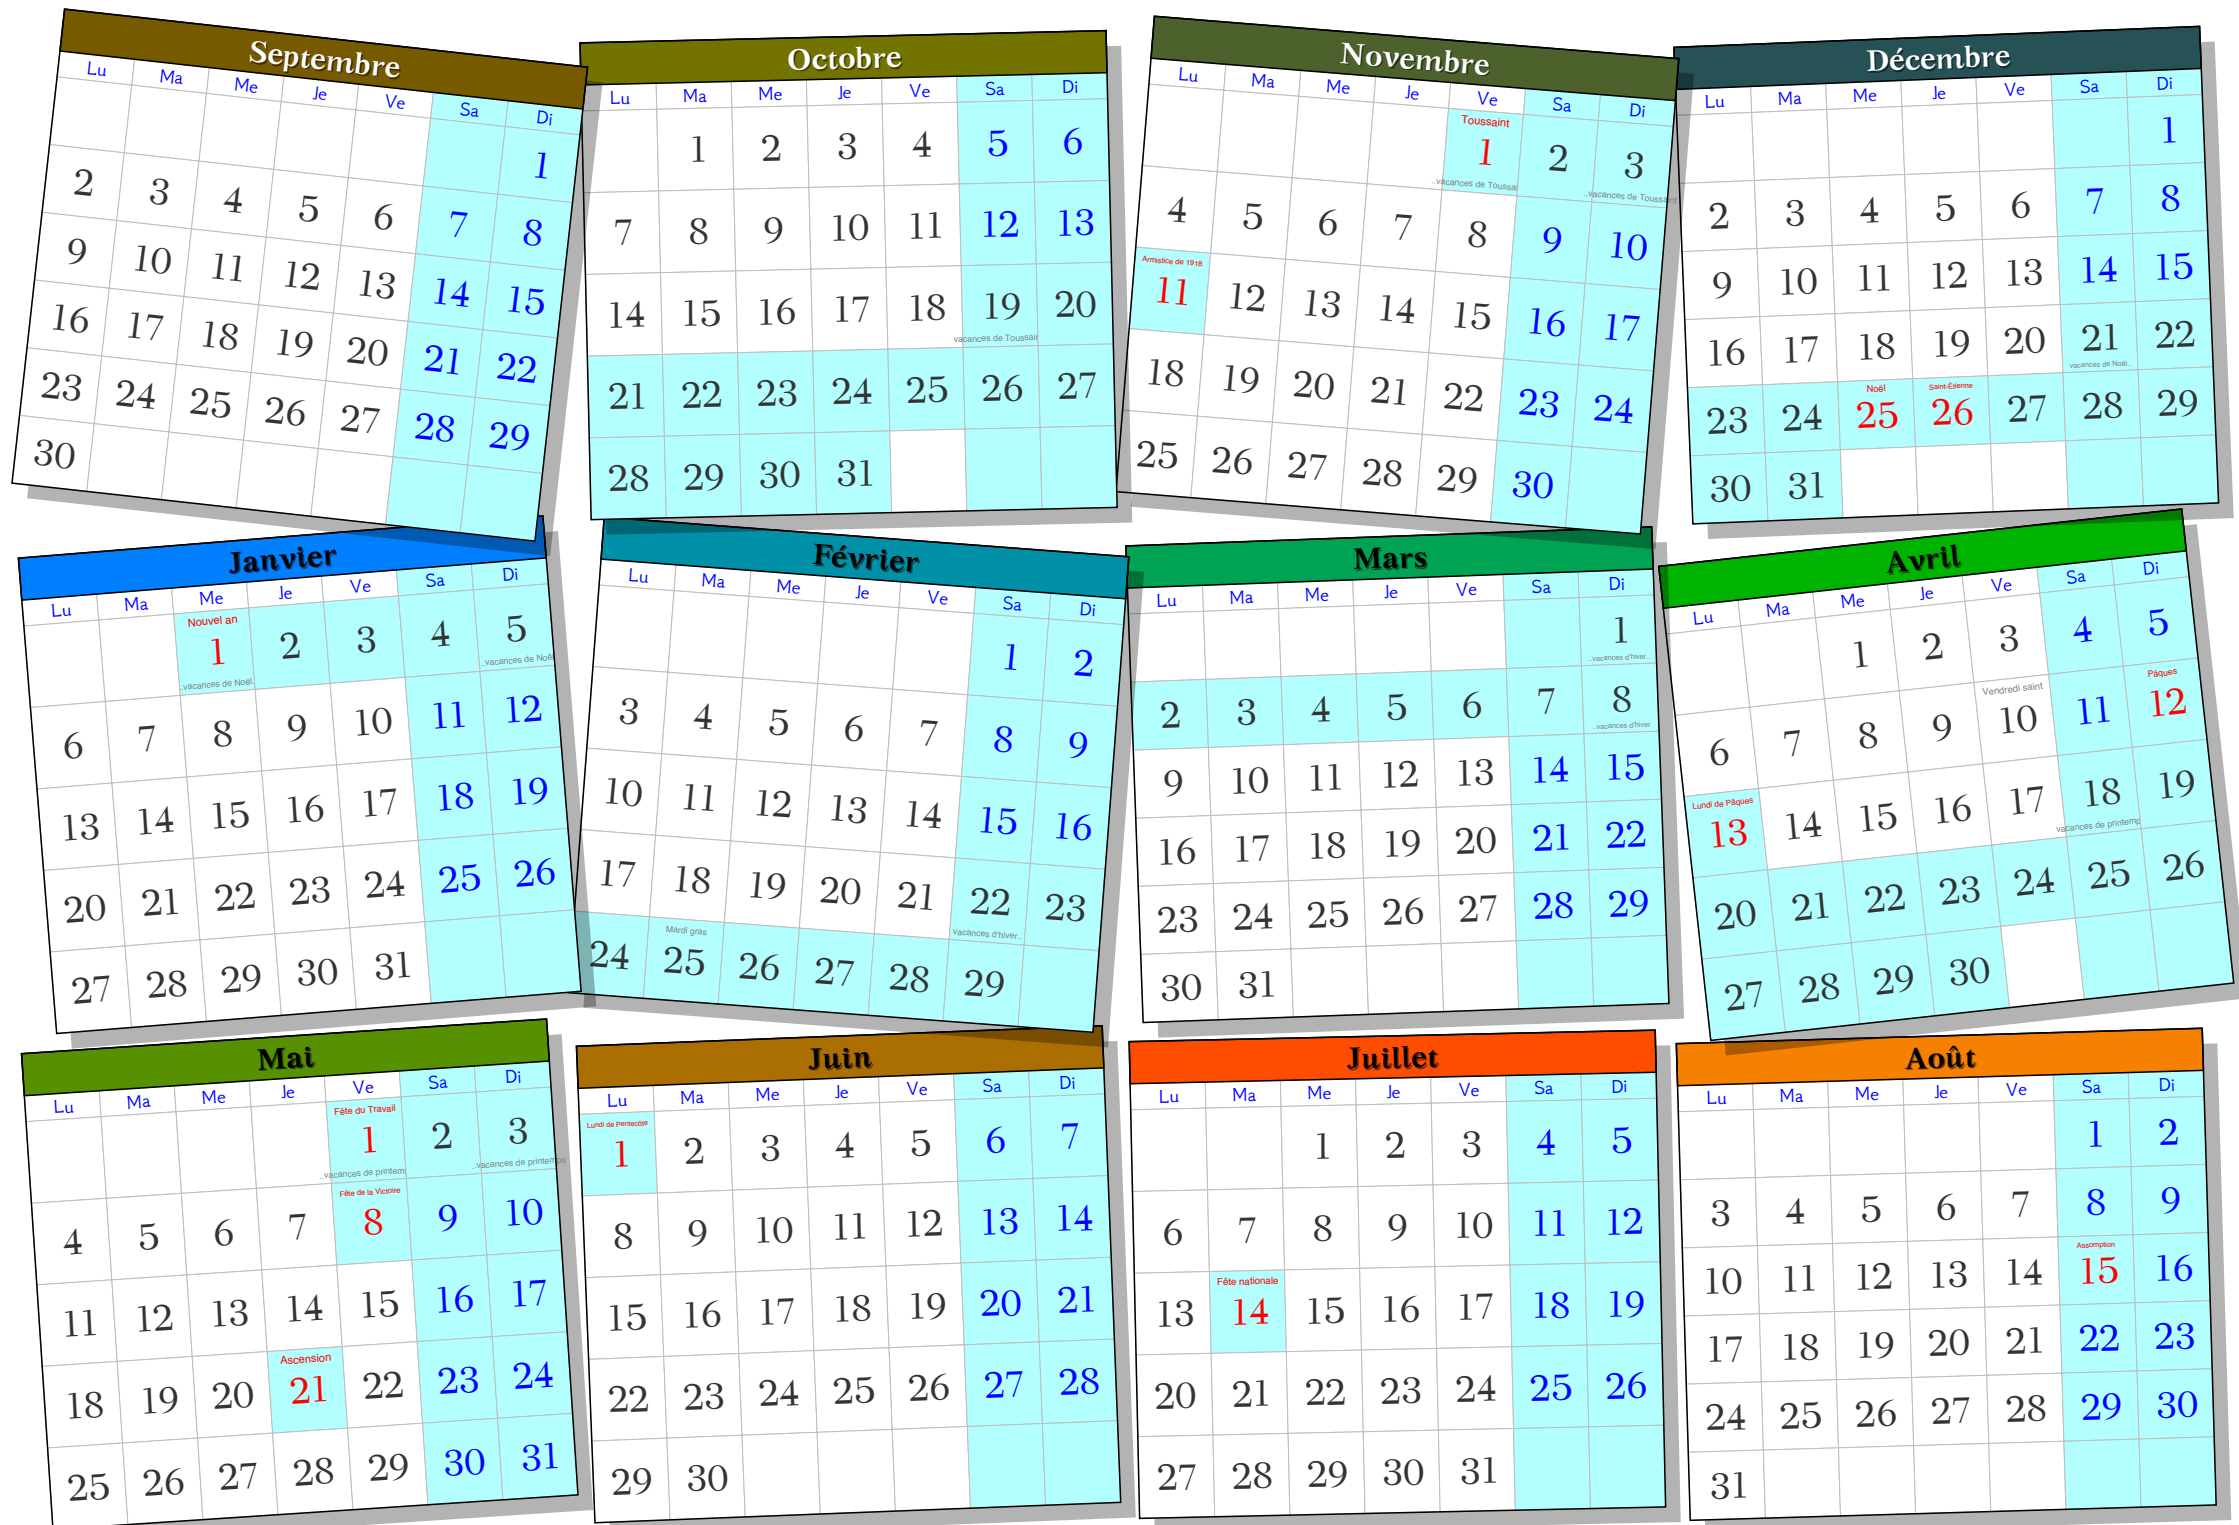 Septembre
Lu Ma Me Je Ve Sa Di
1
2 3 4 5 6 7 8
9 10 11 12 13 14 15
16 17 18 19 20 21 22
23 24 25 26 27 28 29
30
Octobre
Lu Ma Me Je Ve Sa Di
1 2 3 4 5 6
7 8 9 10 11 12 13
14 15 16 17 18 19 20
vacances de Toussain
21 22 23 24 25 26 27
28 29 30 31
Novembre
Lu Ma Me Je Ve Sa Di
Toussaint
1 2 3
..vacances de Toussai ..vacances de Toussaint
4 5 6 7 8 9 10
Armistice de 1918
11 12 13 14 15 16 17
18 19 20 21 22 23 24
25 26 27 28 29 30
Décembre
Lu Ma Me Je Ve Sa Di
1
2 3 4 5 6 7 8
9 10 11 12 13 14 15
16 17 18 19 20 21 22
vacances de Noël..
Noël Saint-Etienne
23 24 25 26 27 28 29
30 31
Janvier
Lu Ma Me Je Ve Sa Di
Nouvel an
1 2 3 4 5
..vacances de Noël.. ..vacances de Noël
6 7 8 9 10 11 12
13 14 15 16 17 18 19
20 21 22 23 24 25 26
27 28 29 30 31
Février
Lu Ma Me Je Ve Sa Di
1 2
3 4 5 6 7 8 9
10 11 12 13 14 15 16
17 18 19 20 21 22 23
vacances d'hiver..
Mardi gras
24 25 26 27 28 29
Mars
Lu Ma Me Je Ve Sa Di
1
..vacances d'hiver..
2 3 4 5 6 7 8
..vacances d'hiver
9 10 11 12 13 14 15
16 17 18 19 20 21 22
23 24 25 26 27 28 29
30 31
Avril
Lu Ma Me Je Ve Sa Di
1 2 3 4 5
Vendredi saint Pâques
6 7 8 9 10 11 12
Lundi de Pâques
13 14 15 16 17 18 19
vacances de printemp
20 21 22 23 24 25 26
27 28 29 30
Mai
Lu Ma Me Je Ve Sa Di
Fête du Travail
1 2 3
..vacances de printem ..vacances de printemps
Fête de la Victoire
4 5 6 7 8 9 10
11 12 13 14 15 16 17
Ascension
18 19 20 21 22 23 24
25 26 27 28 29 30 31
Juin
Lu Ma Me Je Ve Sa Di
Lundi de Pentecôte
1 2 3 4 5 6 7
8 9 10 11 12 13 14
15 16 17 18 19 20 21
22 23 24 25 26 27 28
29 30
Juillet
Lu Ma Me Je Ve Sa Di
1 2 3 4 5
6 7 8 9 10 11 12
Fête nationale
13 14 15 16 17 18 19
20 21 22 23 24 25 26
27 28 29 30 31
Août
Lu Ma Me Je Ve Sa Di
1 2
3 4 5 6 7 8 9
Assomption
10 11 12 13 14 15 16
17 18 19 20 21 22 23
24 25 26 27 28 29 30
31